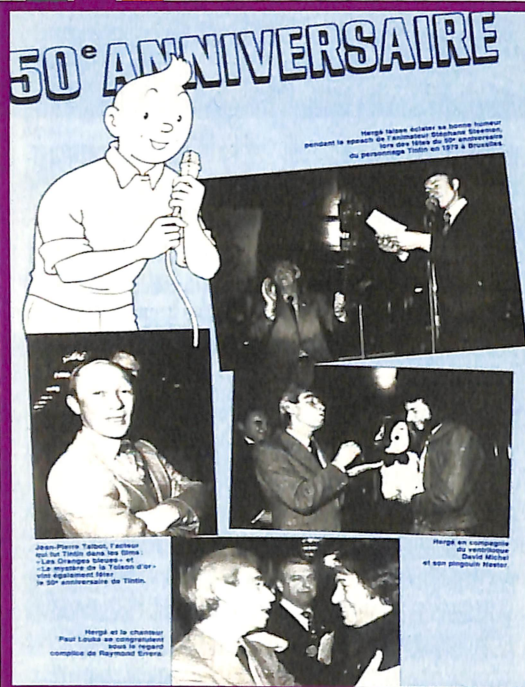 50e ANNIVERSAIRE
Hergé laisse éclater sa bonne humeur
pendant le speech de l'animateur Stéphane Steeman,
lors des fêtes du 50e anniversaire
du personnage Tintin en 1979 à Bruxelles.
Jean-Pierre Talbot, l'acteur
qui fut Tintin dans les films:
«Les Oranges bleues» et
«Le mystère de la Toison d'or»
vint également fêter
le 50e anniversaire de Tintin.
Hergé en compagnie
du ventriloque
David Michel
et son pingouin Nestor.
Hergé et le chanteur
Paul Louka se congratulent
sous le regard
complice de Raymond Errera.